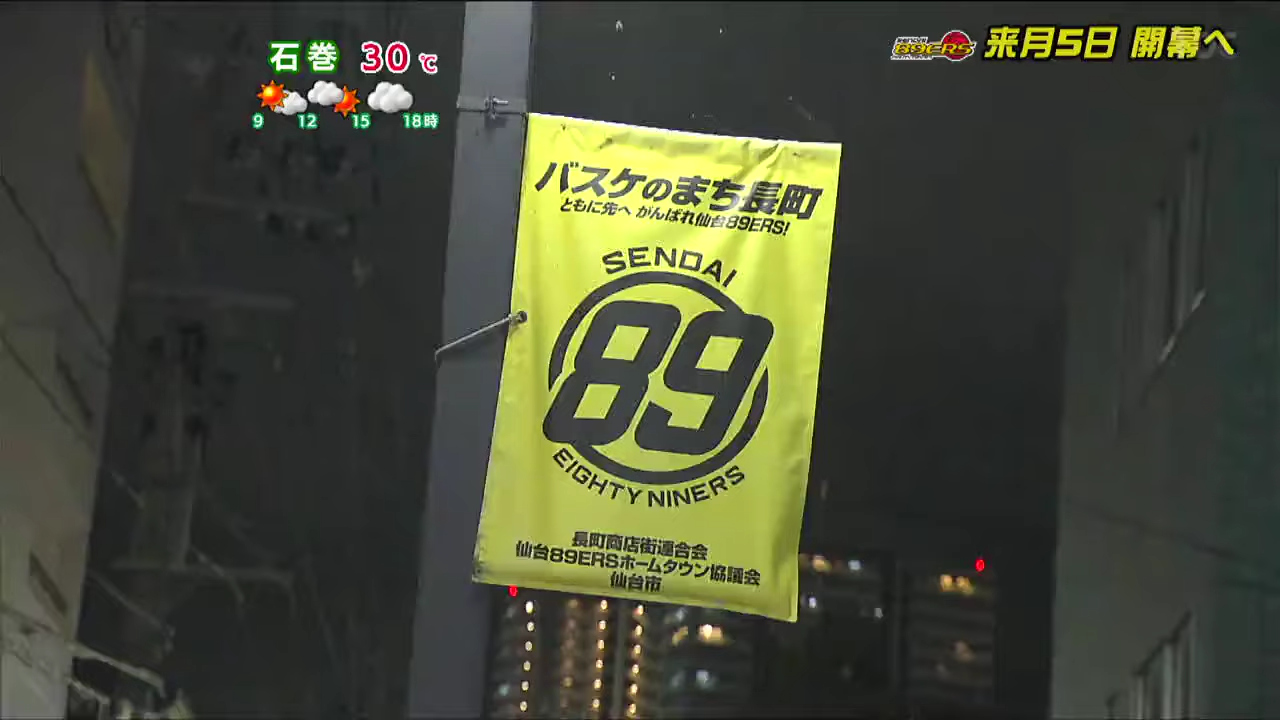 石巻 30℃
9 12 15 18時
89ERS 来月5日 開幕へ
バスケのまち長町
ともに先へ がんばれ仙台89ERS!
SENDAI
89
EIGHTY NINERS
長町商店街連合会
仙台89ERSホームタウン協議会
仙台市